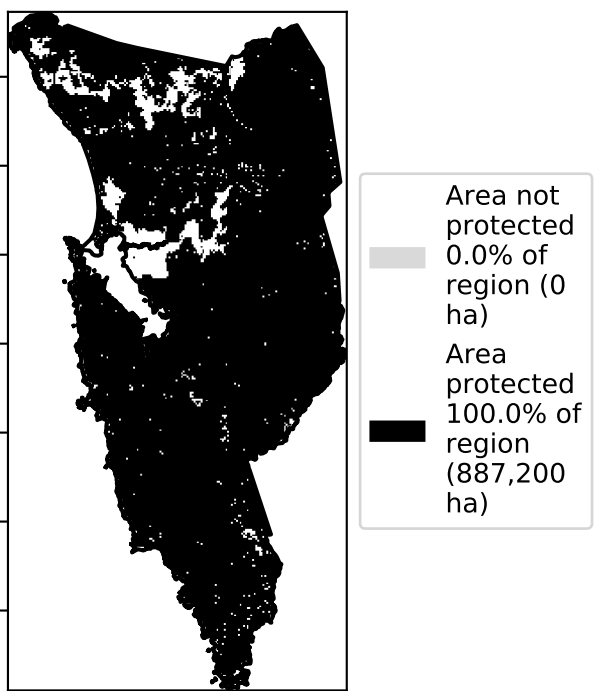 Area not
protected
0.0% of
region (0
ha)
Area
protected
100.0% of
region
(887,200
ha)